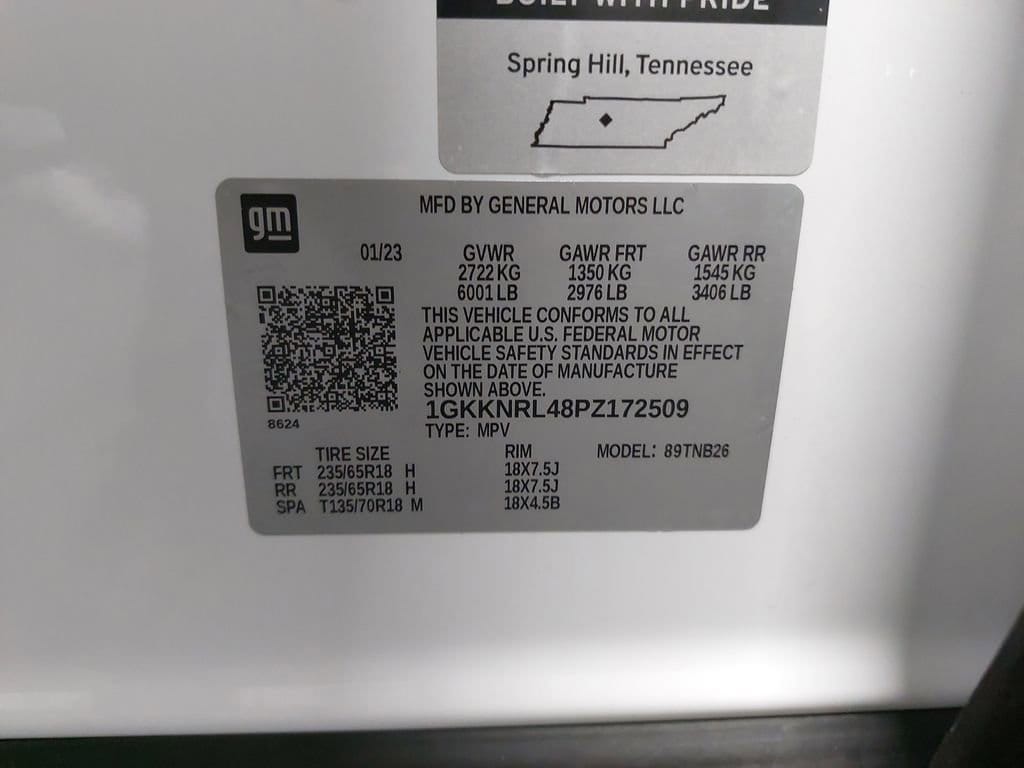 BUILT WITH PRIDE
Spring Hill, Tennessee
gm
MFD BY GENERAL MOTORS LLC
01/23 GVWR GAWR FRT GAWR RR
2722 KG 1350 KG 1545 KG
6001 LB 2976 LB 3406 LB
THIS VEHICLE CONFORMS TO ALL
APPLICABLE U.S. FEDERAL MOTOR
VEHICLE SAFETY STANDARDS IN EFFECT
ON THE DATE OF MANUFACTURE
SHOWN ABOVE.
1GKKNRL48PZ172509
8624
TYPE: MPV
TIRE SIZE RIM MODEL: 89TNB26
FRT 235/65R18 H 18X7.5J
RR 235/65R18 H 18X7.5J
SPA T135/70R18 M 18X4.5B